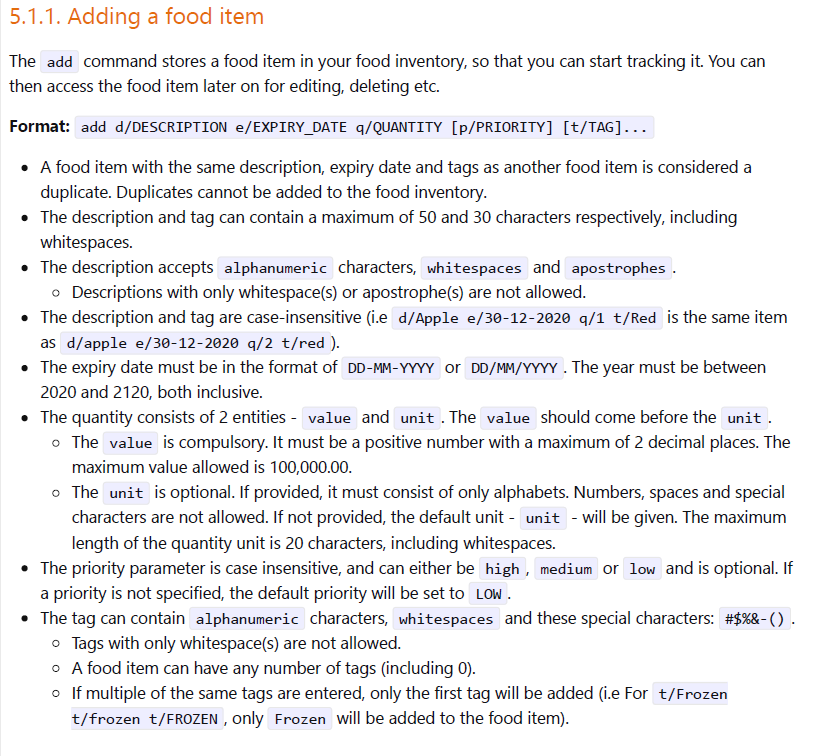 5.1.1. Adding a food item
The add command stores a food item in your food inventory, so that you can start tracking it. You can
then access the food item later on for editing, deleting etc.
Format: add d/DESCRIPTION e/EXPIRY_DATE q/QUANTITY [p/PRIORITY] [t/TAG]...
• A food item with the same description, expiry date and tags as another food item is considered a
duplicate. Duplicates cannot be added to the food inventory.
• The description and tag can contain a maximum of 50 and 30 characters respectively, including
whitespaces.
• The description accepts alphanumeric characters, whitespaces and apostrophes.
◦ Descriptions with only whitespace(s) or apostrophe(s) are not allowed.
• The description and tag are case-insensitive (i.e d/Apple e/30-12-2020 q/1 t/Red is the same item
as d/apple e/30-12-2020 q/2 t/red ).
• The expiry date must be in the format of DD-MM-YYYY or DD/MM/YYYY. The year must be between
2020 and 2120, both inclusive.
• The quantity consists of 2 entities - value and unit. The value should come before the unit.
◦ The value is compulsory. It must be a positive number with a maximum of 2 decimal places. The
maximum value allowed is 100,000.00.
◦ The unit is optional. If provided, it must consist of only alphabets. Numbers, spaces and special
characters are not allowed. If not provided, the default unit - unit - will be given. The maximum
length of the quantity unit is 20 characters, including whitespaces.
• The priority parameter is case insensitive, and can either be high, medium or low and is optional. If
a priority is not specified, the default priority will be set to LOW.
• The tag can contain alphanumeric characters, whitespaces and these special characters: #$%&-().
◦ Tags with only whitespace(s) are not allowed.
◦ A food item can have any number of tags (including 0).
◦ If multiple of the same tags are entered, only the first tag will be added (i.e For t/Frozen
t/frozen t/FROZEN, only Frozen will be added to the food item).